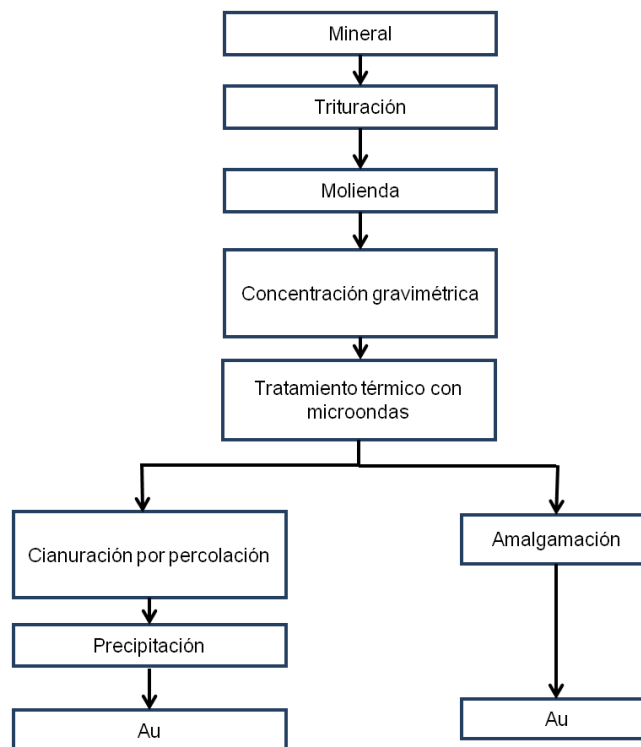 Mineral
Trituración
Molienda
Concentración gravimétrica
Tratamiento térmico con
microondas
Cianuración por percolación
Amalgamación
Precipitación
Au
Au